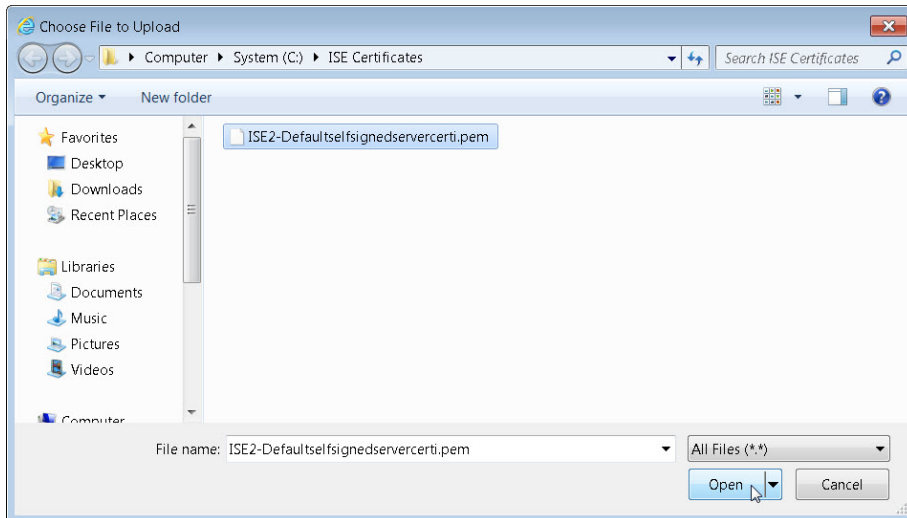 Choose File to Upload
Computer System (C:) ISE Certificates
Search ISE Certificates
Organize New folder
Favorites
Desktop
Downloads
Recent Places
Libraries
Documents
Music
Pictures
Videos
Computer
ISE2-Defaultselfsignedservercerti.pem
File name: ISE2-Defaultselfsignedservercerti.pem
All Files (*.*)
Open Cancel